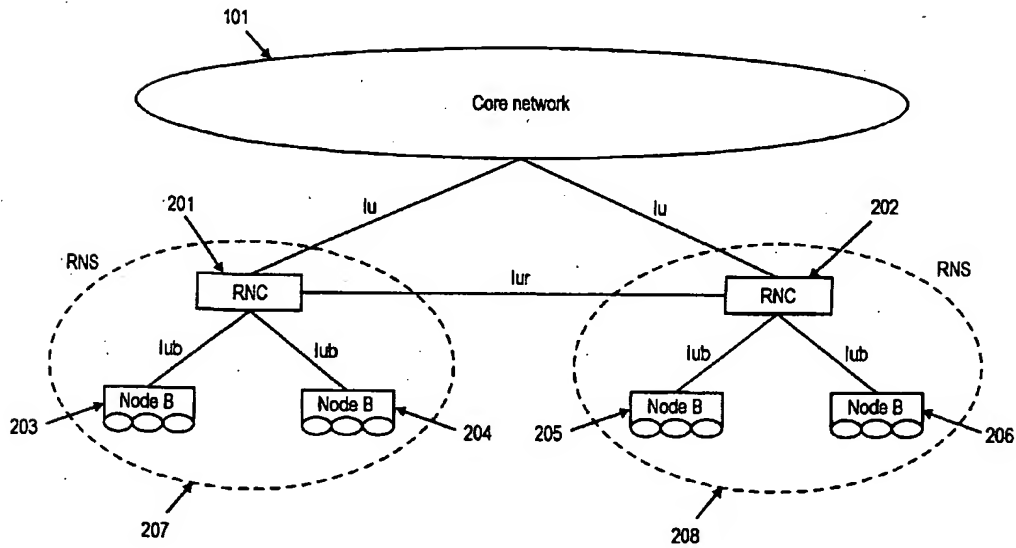 101
Core network
Iu
Iu
201
202
RNS
RNS
RNC
Iur
RNC
Iub
Iub
Iub
Iub
Node B
Node B
Node B
Node B
203
204
205
206
207
208